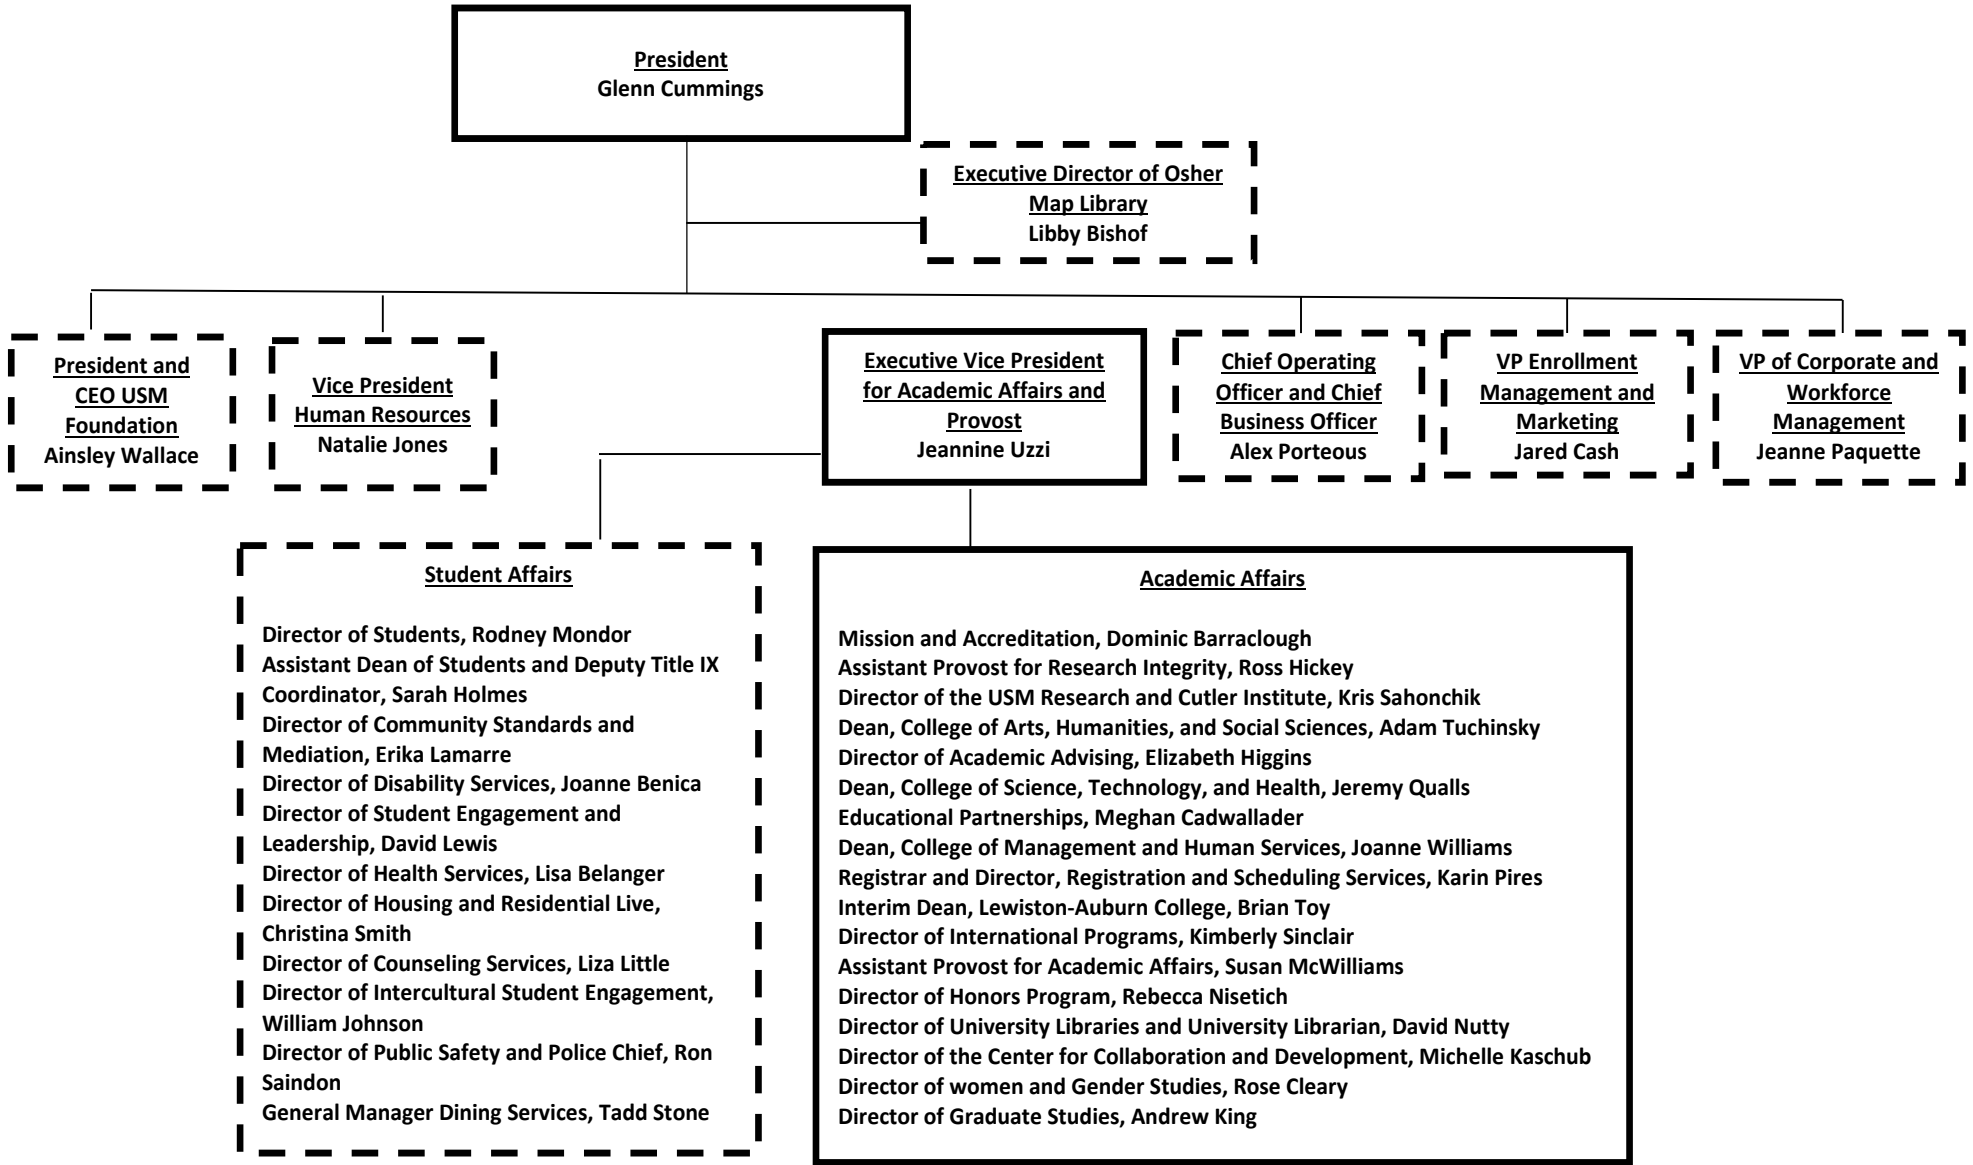 President
Glenn Cummings
Executive Director of Osher
Map Library
Libby Bishof
President and
CEO USM
Foundation
Ainsley Wallace
Vice President
Human Resources
Natalie Jones
Executive Vice President
for Academic Affairs and
Provost
Jeannine Uzzi
Chief Operating
Officer and Chief
Business Officer
Alex Porteous
VP Enrollment
Management and
Marketing
Jared Cash
VP of Corporate and
Workforce
Management
Jeanne Paquette
Student Affairs
Director of Students, Rodney Mondor
Assistant Dean of Students and Deputy Title IX
Coordinator, Sarah Holmes
Director of Community Standards and
Mediation, Erika Lamarre
Director of Disability Services, Joanne Benica
Director of Student Engagement and
Leadership, David Lewis
Director of Health Services, Lisa Belanger
Director of Housing and Residential Live,
Christina Smith
Director of Counseling Services, Liza Little
Director of Intercultural Student Engagement,
William Johnson
Director of Public Safety and Police Chief, Ron
Saindon
General Manager Dining Services, Tadd Stone
Academic Affairs
Mission and Accreditation, Dominic Barraclough
Assistant Provost for Research Integrity, Ross Hickey
Director of the USM Research and Cutler Institute, Kris Sahonchik
Dean, College of Arts, Humanities, and Social Sciences, Adam Tuchinsky
Director of Academic Advising, Elizabeth Higgins
Dean, College of Science, Technology, and Health, Jeremy Qualls
Educational Partnerships, Meghan Cadwallader
Dean, College of Management and Human Services, Joanne Williams
Registrar and Director, Registration and Scheduling Services, Karin Pires
Interim Dean, Lewiston-Auburn College, Brian Toy
Director of International Programs, Kimberly Sinclair
Assistant Provost for Academic Affairs, Susan McWilliams
Director of Honors Program, Rebecca Nisetich
Director of University Libraries and University Librarian, David Nutty
Director of the Center for Collaboration and Development, Michelle Kaschub
Director of women and Gender Studies, Rose Cleary
Director of Graduate Studies, Andrew King